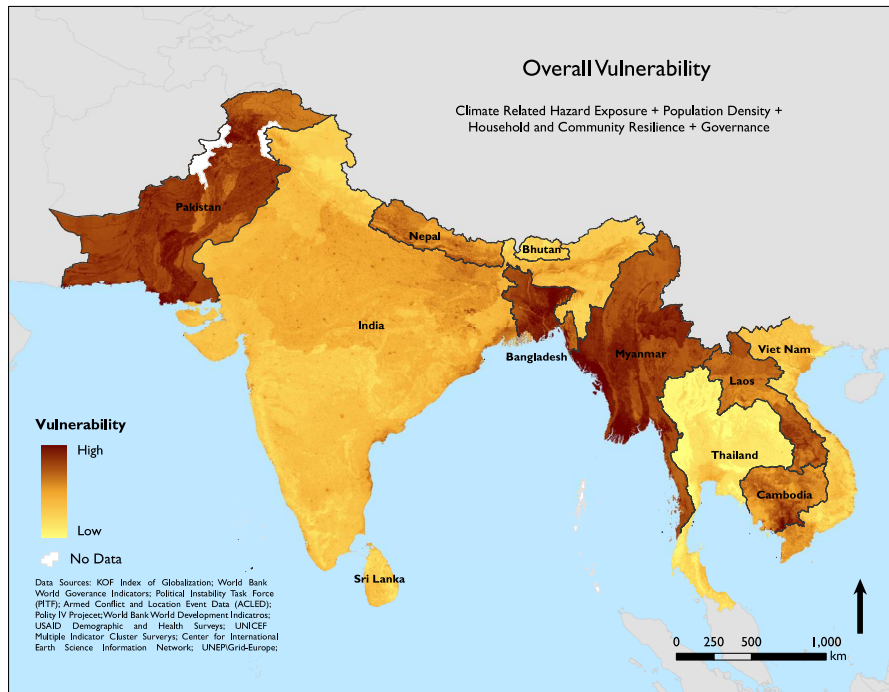 Overall Vulnerability
Climate Related Hazard Exposure + Population Density +
Household and Community Resilience + Governance
Pakistan
Nepal
Bhutan
India
Bangladesh
Myanmar
Viet Nam
Laos
Thailand
Cambodia
Sri Lanka
Vulnerability
High
Low
No Data
Data Sources: KOF Index of Globalization; World Bank
World Goverance Indicators; Political Instability Task Force
(PITF); Armed Conflict and Location Event Data (ACLED);
Polity IV Projecet; World Bank World Development Indicatros;
USAID Demographic and Health Surveys; UNICEF
Multiple Indicator Cluster Surverys; Center for International
Earth Science Information Network; UNEP\Grid-Europe;
0 250 500 1,000
km